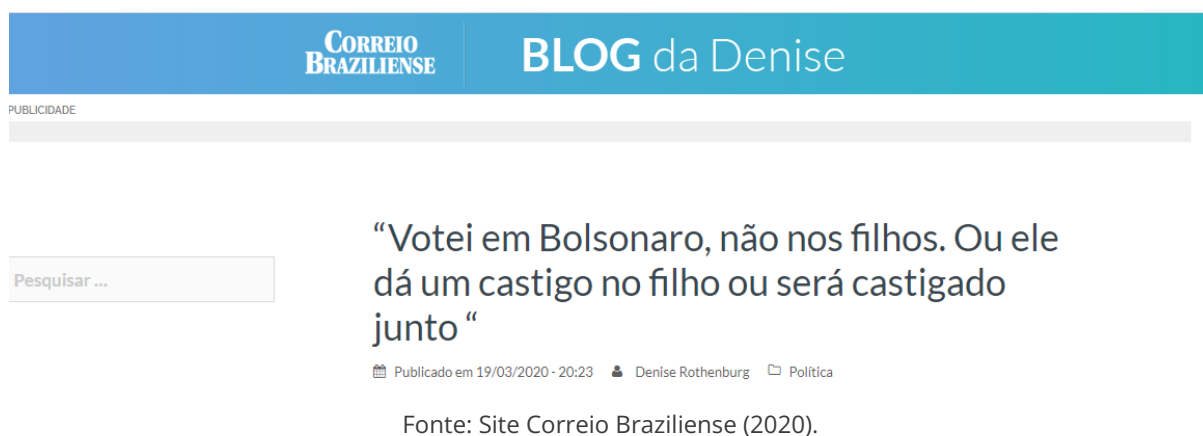 CORREIO
BRAZILIENSE
BLOG da Denise
PUBLICIDADE
Pesquisar ...
“Votei em Bolsonaro, não nos filhos. Ou ele
dá um castigo no filho ou será castigado
junto “
Publicado em 19/03/2020 - 20:23 Denise Rothenburg Política
Fonte: Site Correio Braziliense (2020).